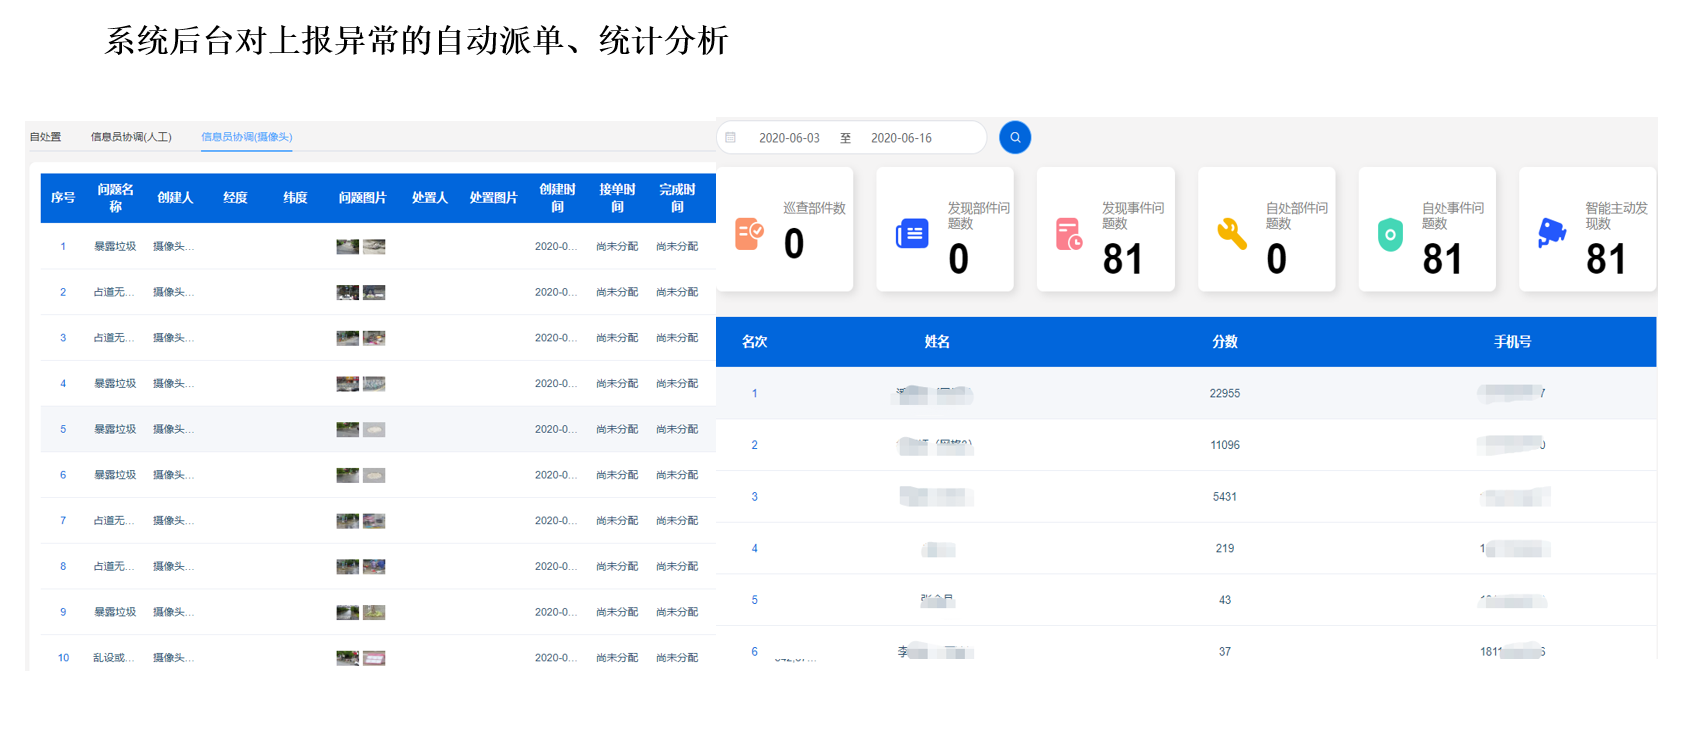 系统后台对上报异常的自动派单、统计分析
自处置 信息员协调(人工) 信息员协调(摄像头)
序号 问题名称 创建人 经度 纬度 问题图片 处置人 处置图片 创建时间 接单时间 完成时间
1 暴露垃圾 摄像头... 2020-0... 尚未分配 尚未分配
2 占道无... 摄像头... 2020-0... 尚未分配 尚未分配
3 占道无... 摄像头... 2020-0... 尚未分配 尚未分配
4 暴露垃圾 摄像头... 2020-0... 尚未分配 尚未分配
5 暴露垃圾 摄像头... 2020-0... 尚未分配 尚未分配
6 暴露垃圾 摄像头... 2020-0... 尚未分配 尚未分配
7 占道无... 摄像头... 2020-0... 尚未分配 尚未分配
8 占道无... 摄像头... 2020-0... 尚未分配 尚未分配
9 暴露垃圾 摄像头... 2020-0... 尚未分配 尚未分配
10 乱设或... 摄像头... 2020-0... 尚未分配 尚未分配
2020-06-03 至 2020-06-16
巡查部件数
0
发现部件问题数
0
发现事件问题数
81
自处部件问题数
0
自处事件问题数
81
智能主动发现数
81
名次 姓名 分数 手机号
1 22955
2 11096
3 5431
4 219
5 43
6 李 37